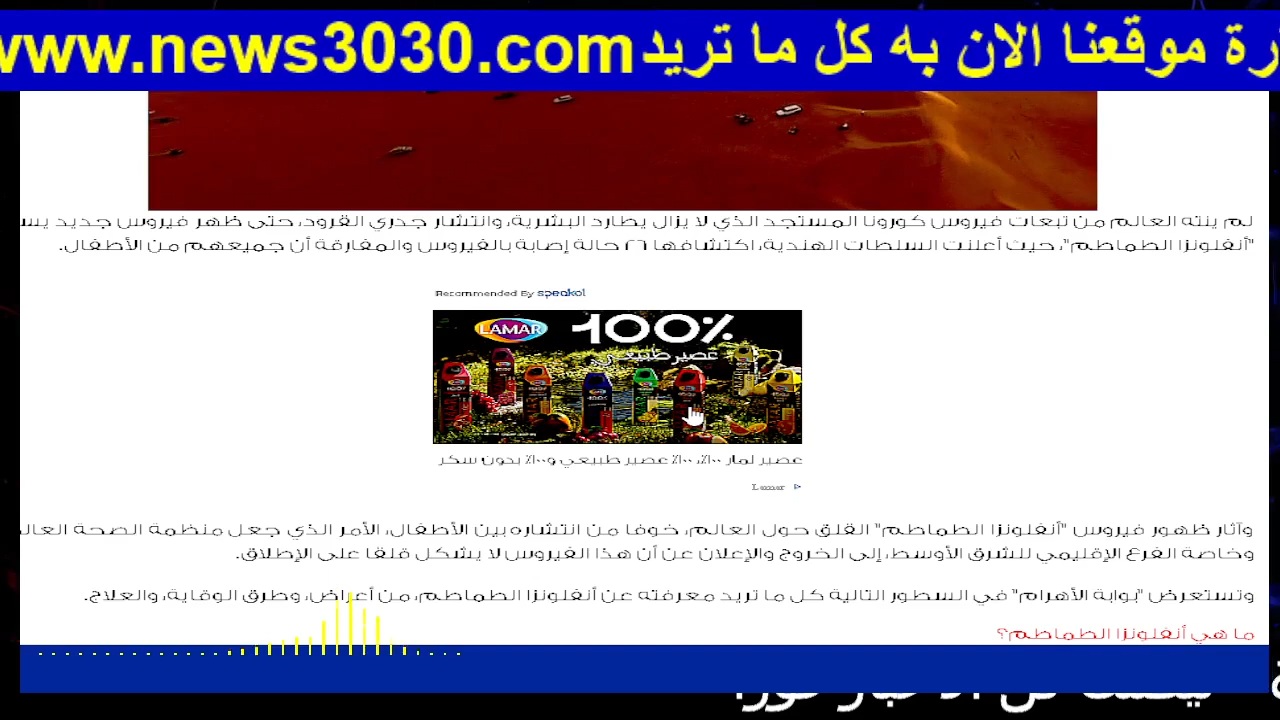 رة موقعنا الان به كل ما تريد www.news3030.com
لم ينته العالم من تبعات فيروس كورونا المستجد الذي لا يزال يطارد البشرية، وانتشار جدري القرود، حتى ظهر فيروس جديد
"أنفلونزا الطماطم"، حيث أعلنت السلطات الهندية، اكتشافها ٢٦ حالة إصابة بالفيروس والمفارقة أن جميعهم من الأطفال.
Recommended By speakol
LAMAR 100%
عصير طبيعي
عصير لمار ١٠٠٪، ١٠٠٪ عصير طبيعي و١٠٠٪ بدون سكر
Lamar
وآثار ظهور فيروس "أنفلونزا الطماطم" القلق حول العالم، خوفا من انتشاره بين الأطفال، الأمر الذي جعل منظمة الصحة
وخاصة الفرع الإقليمي للشرق الأوسط، إلى الخروج والإعلان عن أن هذا الفيروس لا يشكل قلقا على الإطلاق.
وتستعرض "بوابة الأهرام" في السطور التالية كل ما تريد معرفته عن أنفلونزا الطماطم، من أعراض، وطرق الوقاية، والعلاج.
ما هي أنفلونزا الطماطم؟